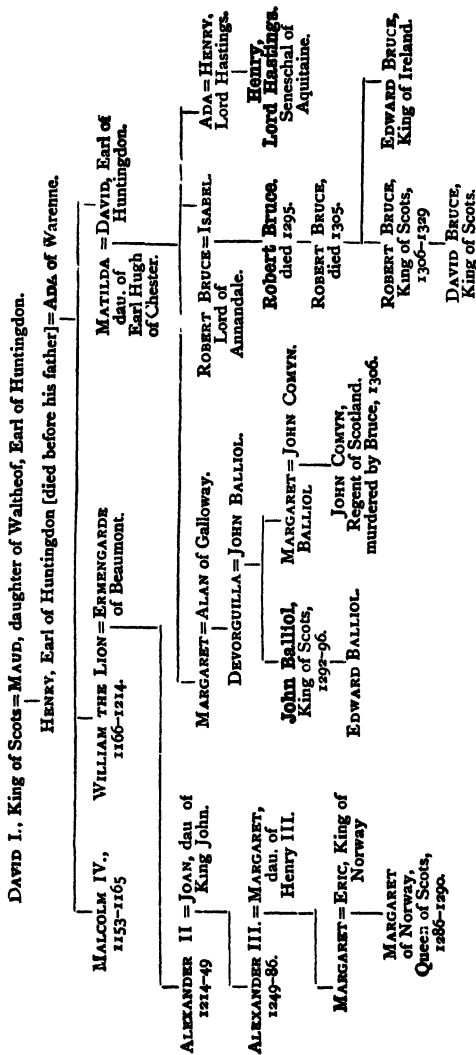 DAVID I., King of Scots=MAUD, daughter of Waltheof, Earl of Huntingdon.
HENRY, Earl of Huntingdon [died before his father]=ADA of Warenne.
MALCOLM IV.,
1153-1165
WILLIAM THE LION=ERMENGARDE
1166-1214.
of Beaumont.
MATILDA=DAVID, Earl of
dau. of
Huntingdon.
Earl Hugh
of Chester.
ALEXANDER II=JOAN, dau of
1214-49
King John.
MARGARET=ALAN of Galloway.
ROBERT BRUCE=ISABEL.
Lord of
Annandale.
ADA=HENRY,
Lord Hastings.
ALEXANDER III.=MARGARET,
1249-86.
dau. of
Henry III.
DEVORGUILLA=JOHN BALLIOL.
Robert Bruce.
died 1295.
Henry,
Lord Hastings.
Seneschal of
Aquitaine.
MARGARET=ERIC, King of
Norway
John Balliol,
King of Scots,
1292-96.
MARGARET=JOHN COMYN.
BALLIOL
ROBERT BRUCE,
died 1305.
MARGARET
of Norway,
Queen of Scots,
1286-1290.
EDWARD BALLIOL.
JOHN COMYN,
Regent of Scotland.
murdered by Bruce, 1306.
ROBERT BRUCE,
King of Scots,
1306-1329
EDWARD BRUCE,
King of Ireland.
DAVID BRUCE,
King of Scots.